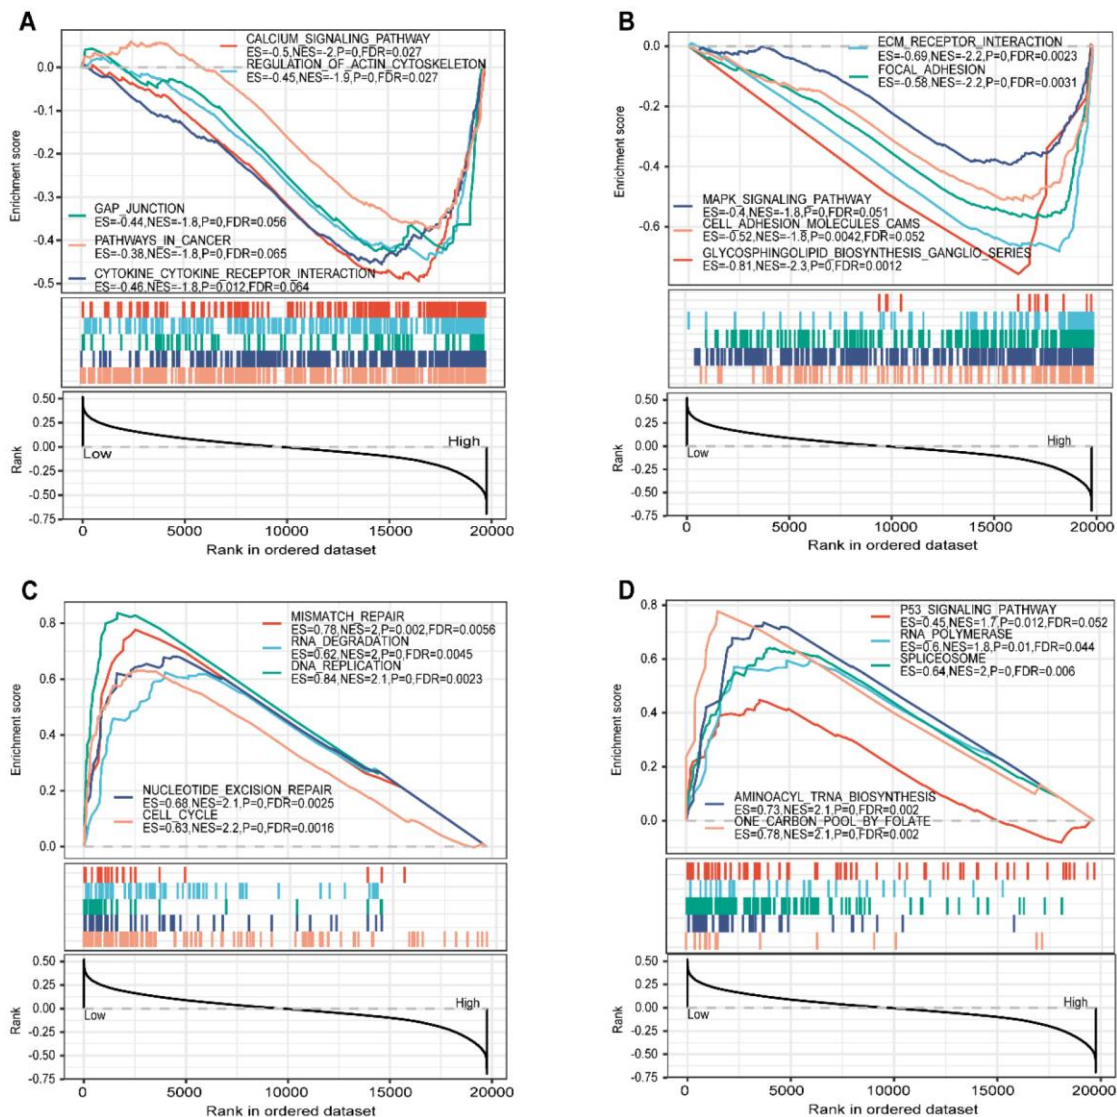 A
CALCIUM_SIGNALING_PATHWAY
ES=-0.5,NES=-2,P=0,FDR=0.027
REGULATION_OF_ACTIN_CYTOSKELETON
ES=-0.45,NES=-1.9,P=0,FDR=0.027
0.0
-0.1
-0.2
-0.3
-0.4
-0.5
Enrichment score
GAP_JUNCTION
ES=-0.44,NES=-1.8,P=0,FDR=0.056
PATHWAYS_IN_CANCER
ES=-0.38,NES=-1.8,P=0,FDR=0.065
CYTOKINE_CYTOKINE_RECEPTOR_INTERACTION
ES=-0.46,NES=-1.8,P=0.012,FDR=0.064
0.50
0.25
0.00
-0.25
-0.50
-0.75
Rank
Low
High
0 5000 10000 15000 20000
Rank in ordered dataset
B
ECM_RECEPTOR_INTERACTION
ES=-0.69,NES=-2.2,P=0,FDR=0.0023
FOCAL_ADHESION
ES=-0.58,NES=-2.2,P=0,FDR=0.0031
0.0
-0.2
-0.4
-0.6
Enrichment score
MAPK_SIGNALING_PATHWAY
ES=-0.4,NES=-1.8,P=0,FDR=0.051
CELL_ADHESION_MOLECULES_CAMS
ES=-0.52,NES=-1.8,P=0.0042,FDR=0.052
GLYCOSPHINGOLIPID_BIOSYNTHESIS_GANGLIO_SERIES
ES=-0.81,NES=-2.3,P=0,FDR=0.0012
0.50
0.25
0.00
-0.25
-0.50
-0.75
Rank
Low
High
0 5000 10000 15000 20000
Rank in ordered dataset
C
MISMATCH_REPAIR
ES=0.78,NES=2,P=0.002,FDR=0.0056
RNA_DEGRADATION
ES=0.62,NES=2,P=0,FDR=0.0045
DNA_REPLICATION
ES=0.84,NES=2.1,P=0,FDR=0.0023
0.8
0.6
0.4
0.2
0.0
Enrichment score
NUCLEOTIDE_EXCISION_REPAIR
ES=0.68,NES=2.1,P=0,FDR=0.0025
CELL_CYCLE
ES=0.63,NES=2.2,P=0,FDR=0.0016
0.50
0.25
0.00
-0.25
-0.50
-0.75
Rank
Low
High
0 5000 10000 15000 20000
Rank in ordered dataset
D
P53_SIGNALING_PATHWAY
ES=0.45,NES=1.7,P=0.012,FDR=0.052
RNA_POLYMERASE
ES=0.6,NES=1.8,P=0.01,FDR=0.044
SPLICEOSOME
ES=0.64,NES=2,P=0,FDR=0.006
0.8
0.6
0.4
0.2
0.0
Enrichment score
AMINOACYL_TRNA_BIOSYNTHESIS
ES=0.73,NES=2.1,P=0,FDR=0.002
ONE_CARBON_POOL_BY_FOLATE
ES=0.78,NES=2.1,P=0,FDR=0.002
0.50
0.25
0.00
-0.25
-0.50
-0.75
Rank
Low
High
0 5000 10000 15000 20000
Rank in ordered dataset